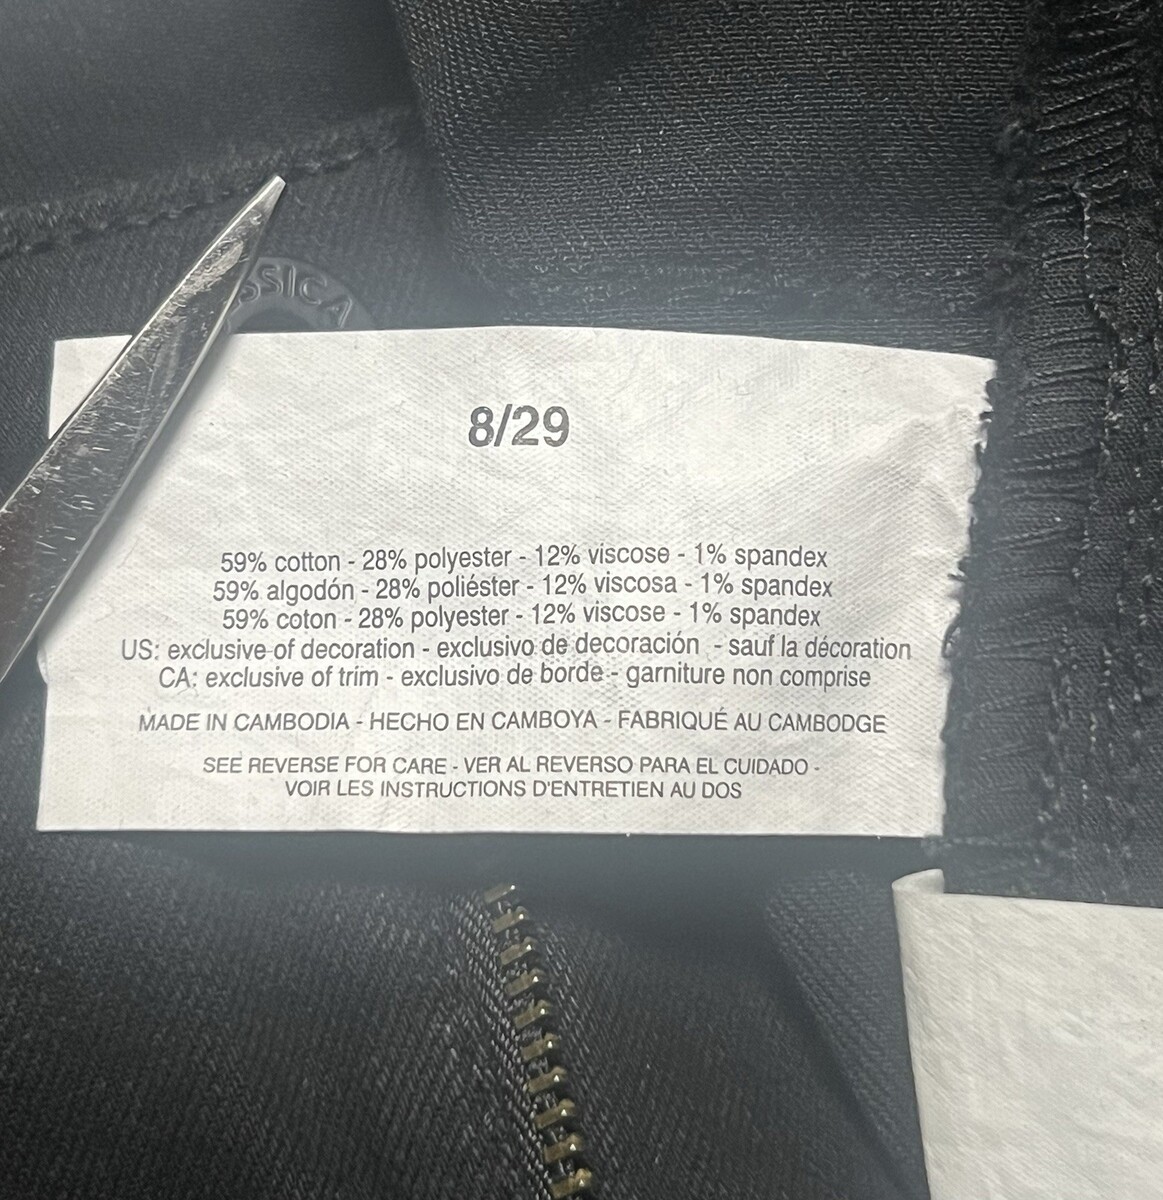 SSICA
8/29
59% cotton - 28% polyester - 12% viscose - 1% spandex
59% algodón - 28% poliéster - 12% viscosa - 1% spandex
59% coton - 28% polyester - 12% viscose - 1% spandex
US: exclusive of decoration - exclusivo de decoración - sauf la décoration
CA: exclusive of trim - exclusivo de borde - garniture non comprise
MADE IN CAMBODIA - HECHO EN CAMBOYA - FABRIQUÉ AU CAMBODGE
SEE REVERSE FOR CARE - VER AL REVERSO PARA EL CUIDADO -
VOIR LES INSTRUCTIONS D'ENTRETIEN AU DOS